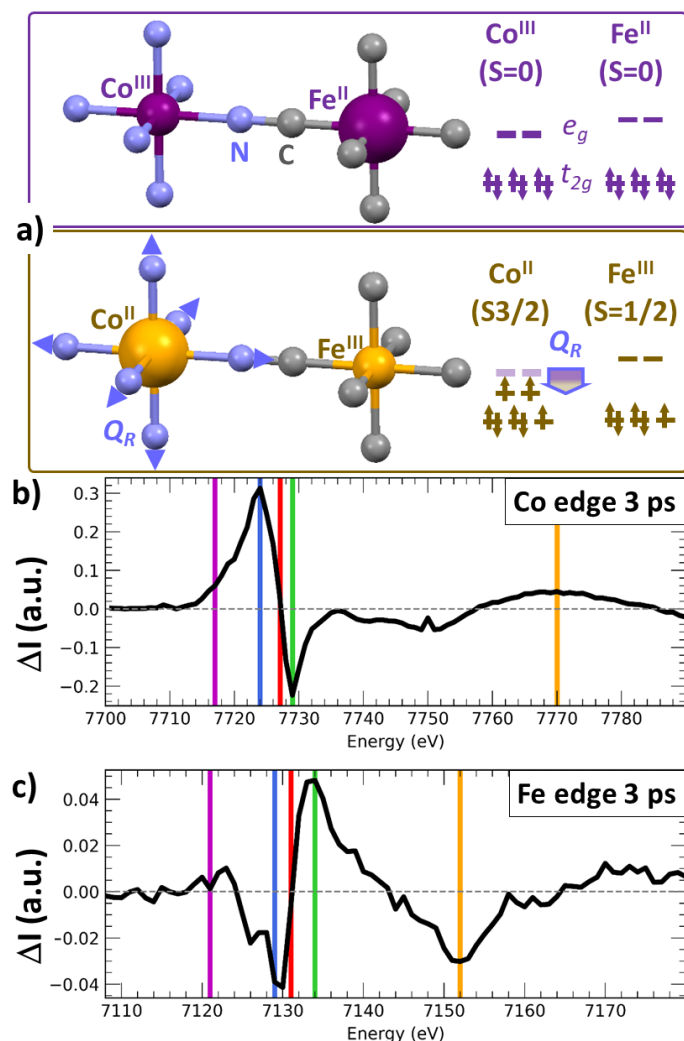 Co^III Fe^II
(S=0) (S=0)
Co^III
Fe^II
N
C
e_g
t_2g
a)
Co^II Fe^III
(S3/2) (S=1/2)
Co^II
Fe^III
Q_R
Q_R
b)
Co edge 3 ps
ΔI (a.u.)
0.3
0.2
0.1
0.0
−0.1
−0.2
7700 7710 7720 7730 7740 7750 7760 7770 7780
Energy (eV)
c)
Fe edge 3 ps
ΔI (a.u.)
0.04
0.02
0.00
−0.02
−0.04
7110 7120 7130 7140 7150 7160 7170
Energy (eV)